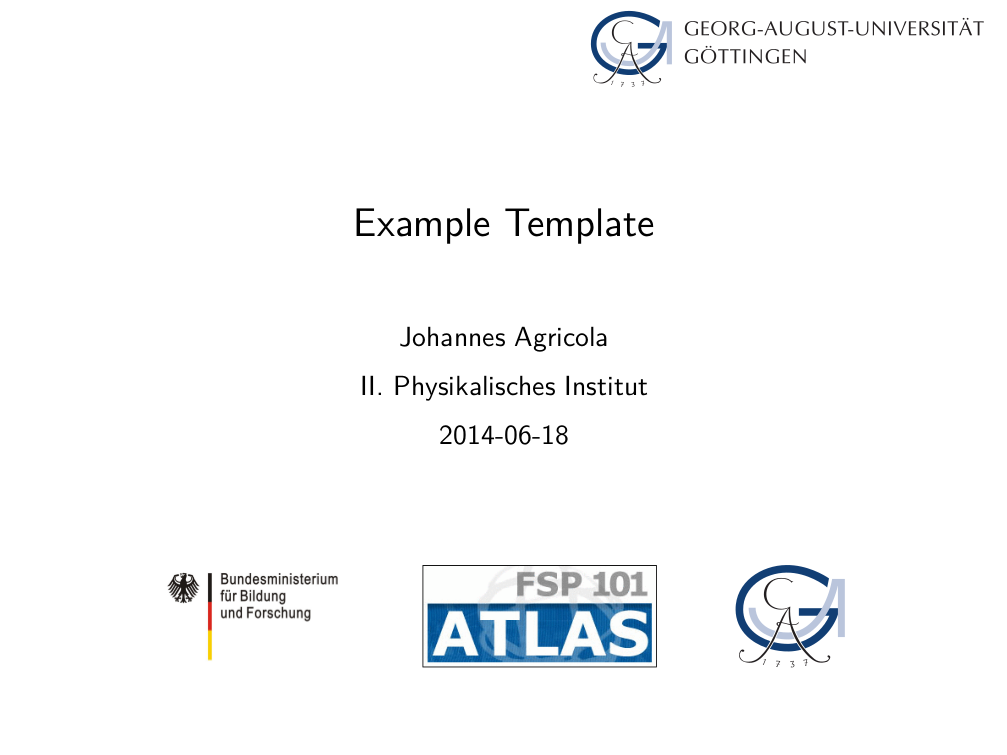 GEORG-AUGUST-UNIVERSITÄT
GÖTTINGEN
1737
Example Template
Johannes Agricola
II. Physikalisches Institut
2014-06-18
Bundesministerium
für Bildung
und Forschung
FSP 101
ATLAS
1737